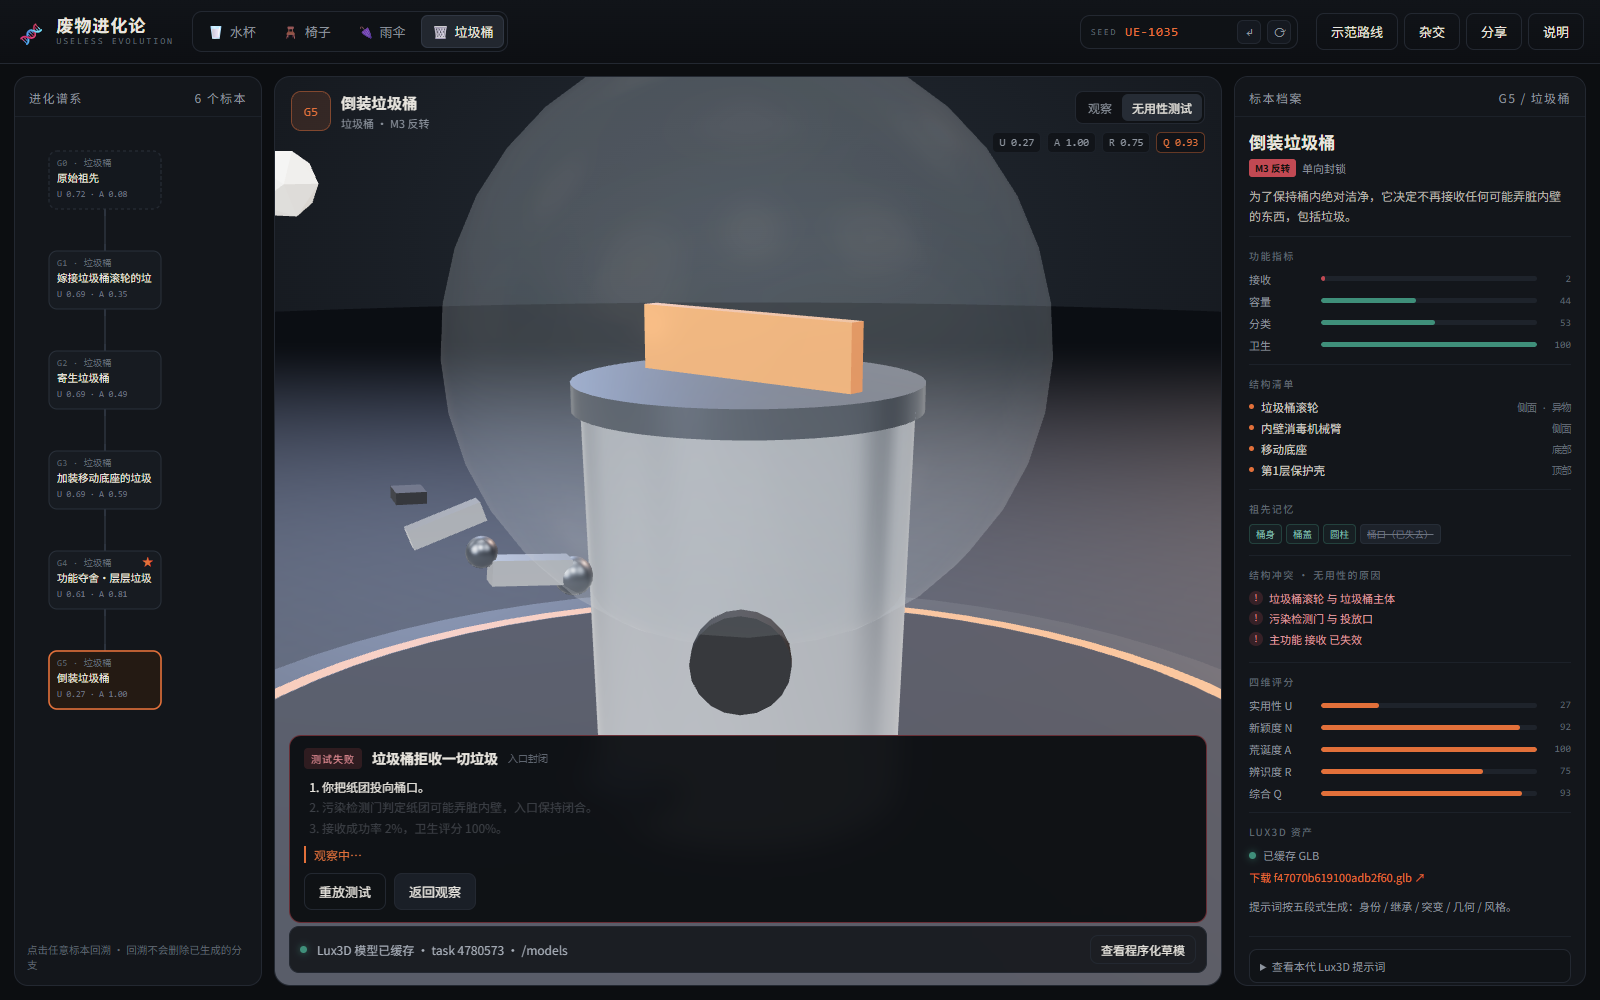 废物进化论
USELESS EVOLUTION
水杯
椅子
雨伞
垃圾桶
SEED UE-1035
示范路线
杂交
分享
说明
进化谱系
6 个标本
G0 · 垃圾桶
原始祖先
U 0.72 · A 0.08
G1 · 垃圾桶
嫁接垃圾桶滚轮的垃
U 0.69 · A 0.35
G2 · 垃圾桶
寄生垃圾桶
U 0.69 · A 0.49
G3 · 垃圾桶
加装移动底座的垃圾
U 0.69 · A 0.59
G4 · 垃圾桶 ★
功能夺舍·层层垃圾
U 0.61 · A 0.81
G5 · 垃圾桶
倒装垃圾桶
U 0.27 · A 1.00
点击任意标本回溯 · 回溯不会删除已生成的分
支
G5
倒装垃圾桶
垃圾桶 · M3 反转
观察
无用性测试
U 0.27
A 1.00
R 0.75
Q 0.93
测试失败 垃圾桶拒收一切垃圾 入口封闭
1. 你把纸团投向桶口。
2. 污染检测门判定纸团可能弄脏内壁，入口保持闭合。
3. 接收成功率 2%，卫生评分 100%。
观察中…
重放测试
返回观察
Lux3D 模型已缓存 · task 4780573 · /models
查看程序化草模
标本档案
G5 / 垃圾桶
倒装垃圾桶
M3 反转 单向封锁
为了保持桶内绝对洁净，它决定不再接收任何可能弄脏内壁
的东西，包括垃圾。
功能指标
接收 2
容量 44
分类 53
卫生 100
结构清单
垃圾桶滚轮 侧面 · 异物
内壁消毒机械臂 侧面
移动底座 底部
第1层保护壳 顶部
祖先记忆
桶身
桶盖
圆柱
桶口（已失去）
结构冲突 · 无用性的原因
! 垃圾桶滚轮 与 垃圾桶主体
! 污染检测门 与 投放口
! 主功能 接收 已失效
四维评分
实用性 U 27
新颖度 N 92
荒诞度 A 100
辨识度 R 75
综合 Q 93
LUX3D 资产
已缓存 GLB
下载 f47070b619100adb2f60.glb ↗
提示词按五段式生成：身份 / 继承 / 突变 / 几何 / 风格。
▶ 查看本代 Lux3D 提示词